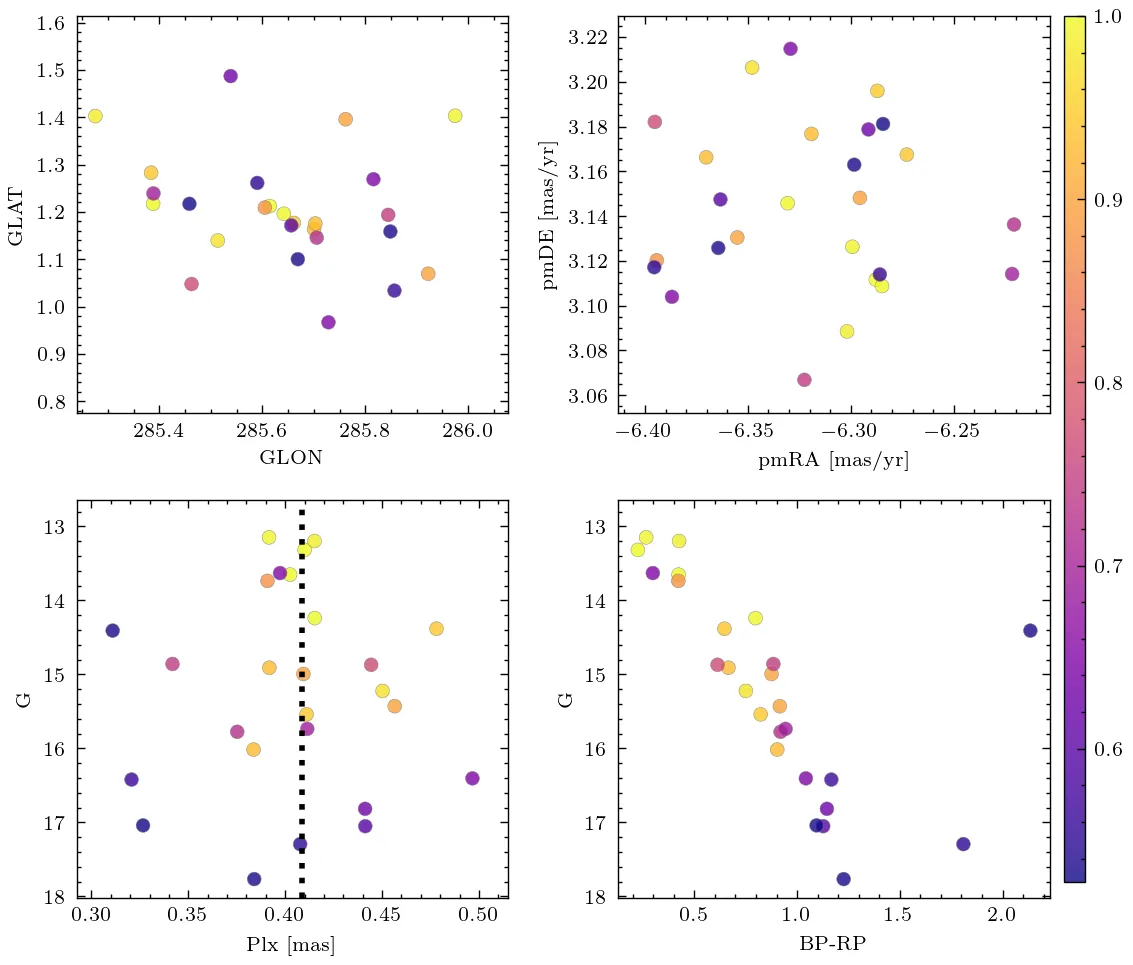 1.6
1.5
1.4
1.3
1.2
1.1
1.0
0.9
0.8
GLAT
285.4 285.6 285.8 286.0
GLON
3.22
3.20
3.18
3.16
3.14
3.12
3.10
3.08
3.06
pmDE [mas/yr]
−6.40 −6.35 −6.30 −6.25
pmRA [mas/yr]
1.0
0.9
0.8
0.7
0.6
13
14
15
16
17
18
G
0.30 0.35 0.40 0.45 0.50
Plx [mas]
13
14
15
16
17
18
G
0.5 1.0 1.5 2.0
BP-RP